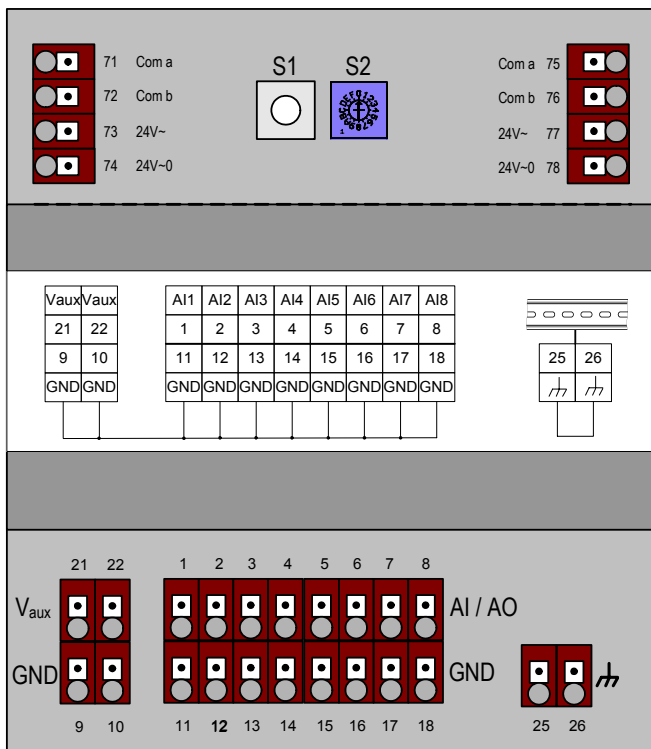 S1 S2
71 Com a
72 Com b
73 24V~
74 24V~0
Com a 75
Com b 76
24V~ 77
24V~0 78
Vaux Vaux AI1 AI2 AI3 AI4 AI5 AI6 AI7 AI8
21 22 1 2 3 4 5 6 7 8
9 10 11 12 13 14 15 16 17 18
GND GND GND GND GND GND GND GND GND GND
25 26
21 22 1 2 3 4 5 6 7 8
Vaux AI / AO
GND GND
9 10 11 12 13 14 15 16 17 18 25 26